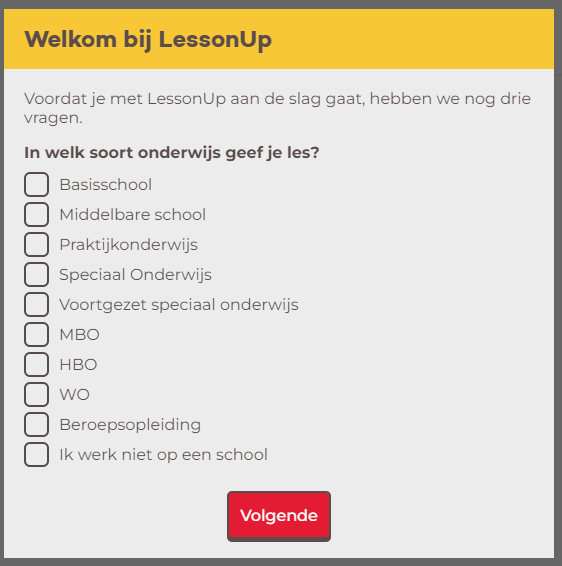 Welkom bij LessonUp
Voordat je met LessonUp aan de slag gaat, hebben we nog drie
vragen.
In welk soort onderwijs geef je les?
Basisschool
Middelbare school
Praktijkonderwijs
Speciaal Onderwijs
Voortgezet speciaal onderwijs
MBO
HBO
WO
Beroepsopleiding
Ik werk niet op een school
Volgende